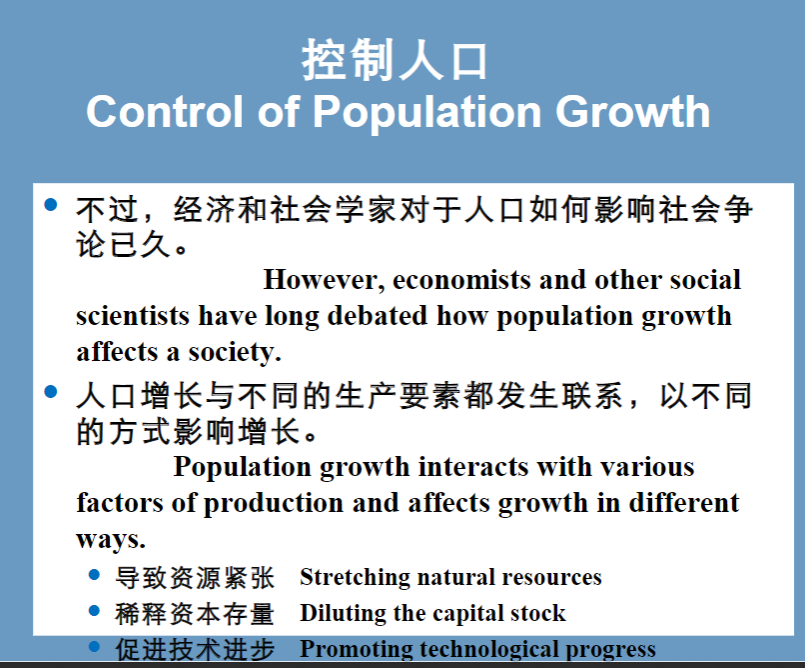 控制人口
Control of Population Growth
不过，经济和社会学家对于人口如何影响社会争
论已久。
However, economists and other social
scientists have long debated how population growth
affects a society.
人口增长与不同的生产要素都发生联系，以不同
的方式影响增长。
Population growth interacts with various
factors of production and affects growth in different
ways.
导致资源紧张 Stretching natural resources
稀释资本存量 Diluting the capital stock
促进技术进步 Promoting technological progress